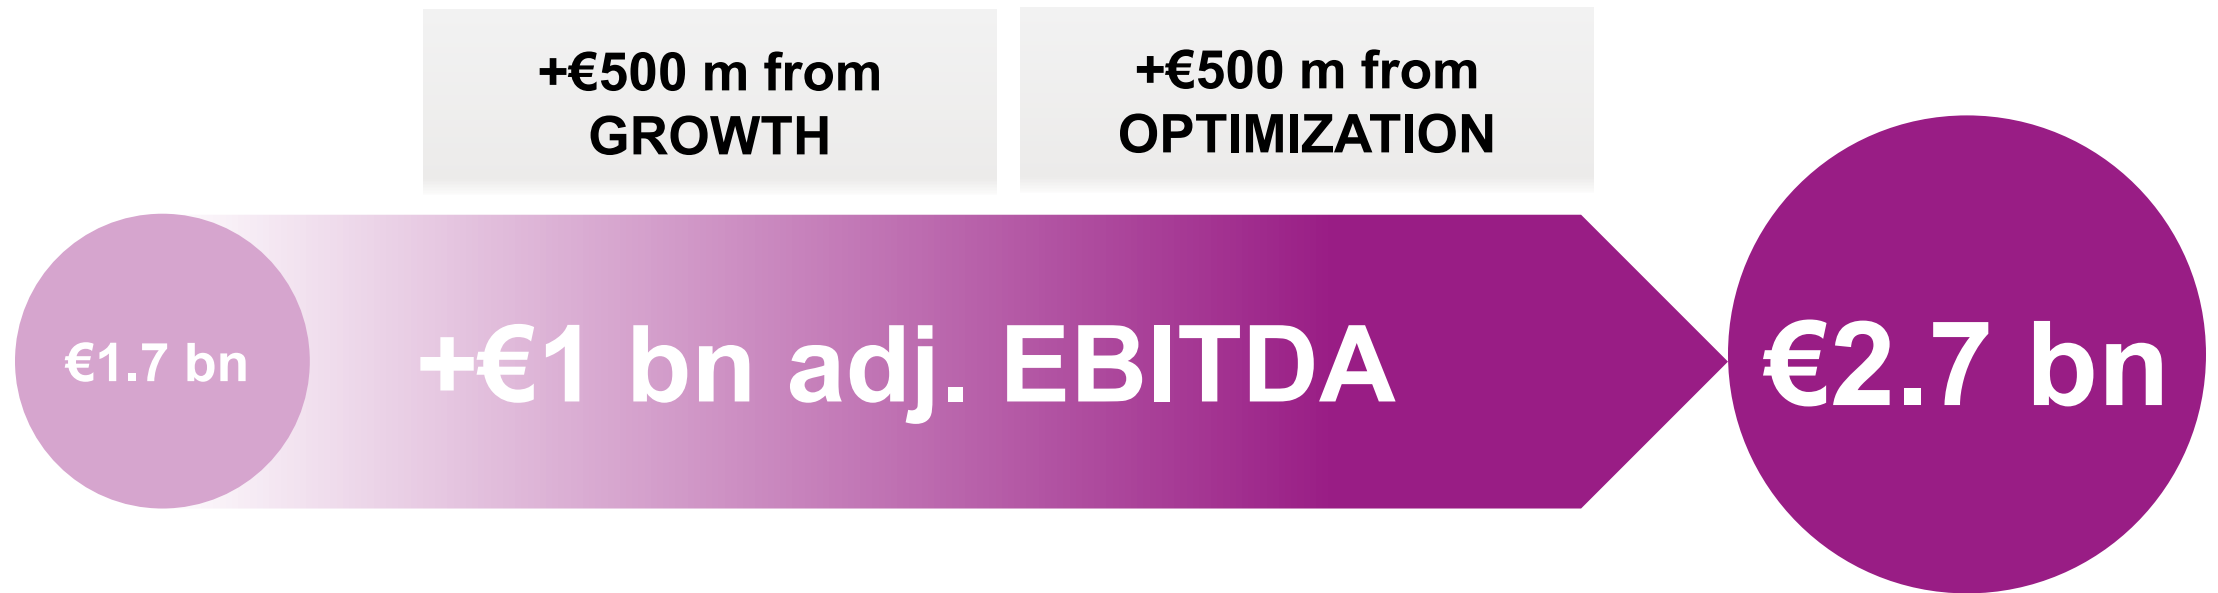 +€500 m from
GROWTH
+€500 m from
OPTIMIZATION
€1.7 bn
+€1 bn adj. EBITDA
€2.7 bn